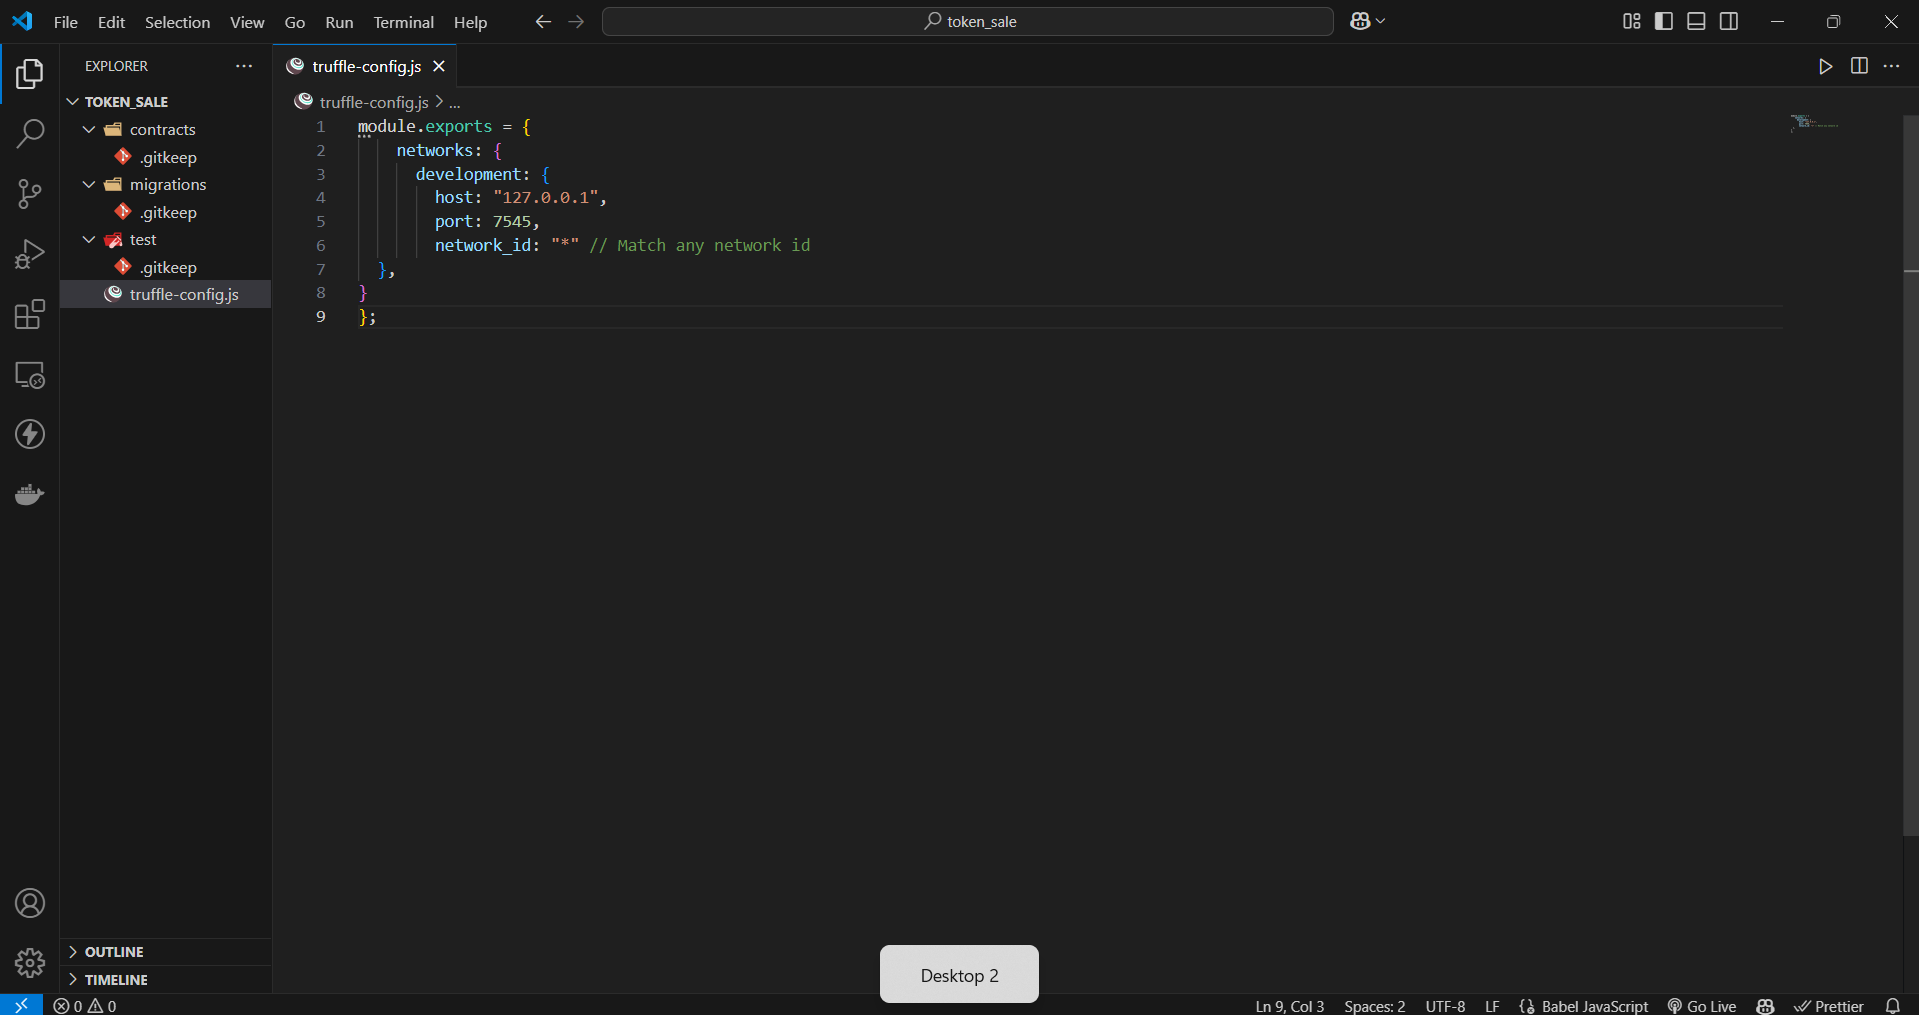 File Edit Selection View Go Run Terminal Help
token_sale
EXPLORER
TOKEN_SALE
contracts
.gitkeep
migrations
.gitkeep
test
.gitkeep
truffle-config.js
OUTLINE
TIMELINE
truffle-config.js
truffle-config.js > ...
1 module.exports = {
2 networks: {
3 development: {
4 host: "127.0.0.1",
5 port: 7545,
6 network_id: "*" // Match any network id
7 },
8 }
9 };
Desktop 2
0 0
Ln 9, Col 3 Spaces: 2 UTF-8 LF {} Babel JavaScript Go Live Prettier